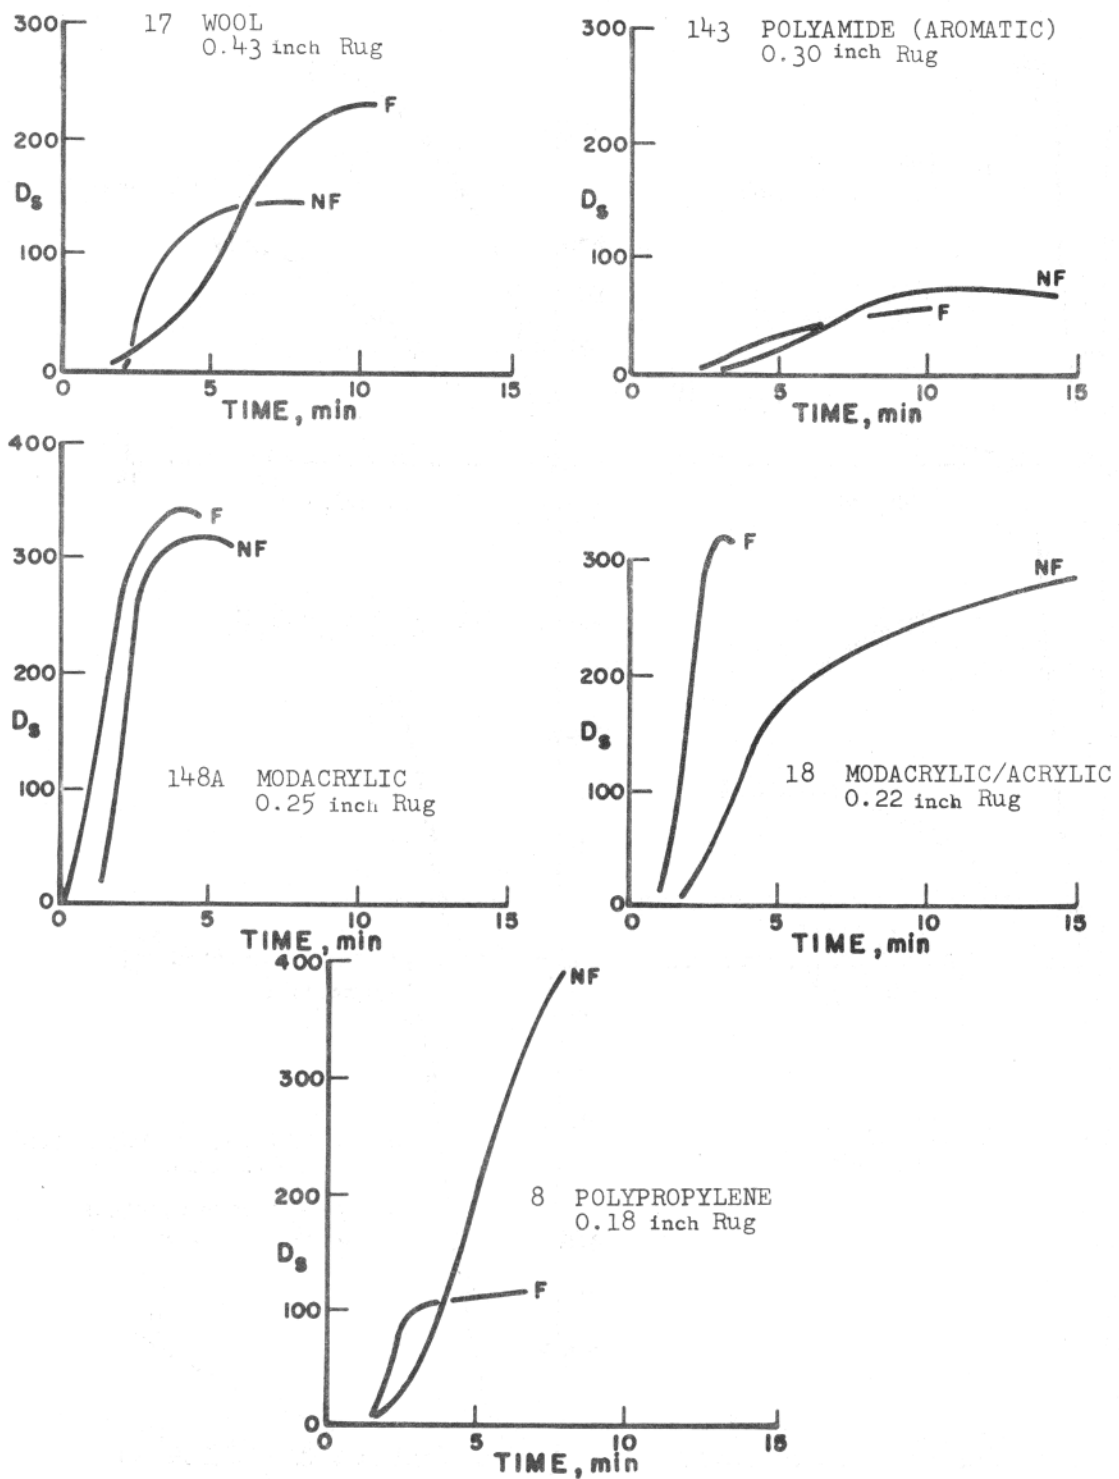 17 WOOL
0.43 inch Rug
300
200
100
0
Ds
F
NF
0 5 10 15
TIME, min
143 POLYAMIDE (AROMATIC)
0.30 inch Rug
300
200
100
0
Ds
NF
F
0 5 10 15
TIME, min
400
300
200
100
0
Ds
F
NF
148A MODACRYLIC
0.25 inch Rug
0 5 10 15
TIME, min
300
200
100
0
Ds
F
NF
18 MODACRYLIC/ACRYLIC
0.22 inch Rug
0 5 10 15
TIME, min
400
300
200
100
0
Ds
NF
F
8 POLYPROPYLENE
0.18 inch Rug
0 5 10 15
TIME, min